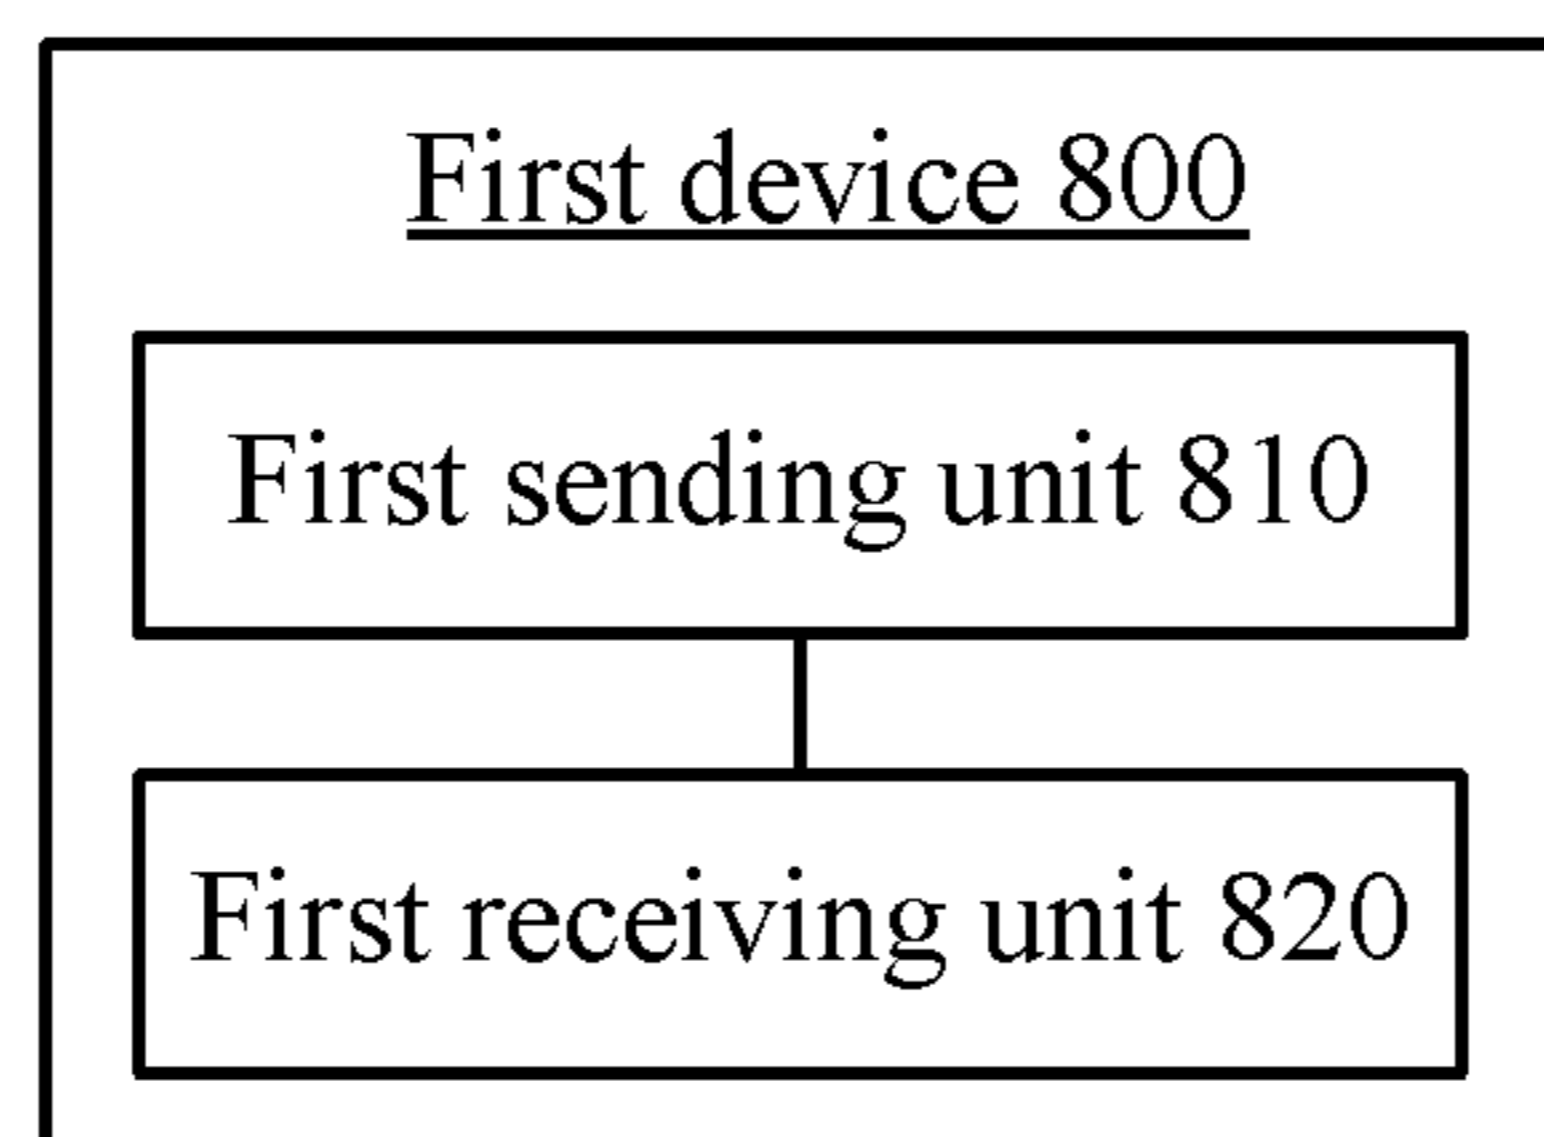 First device 800
First sending unit 810
First receiving unit 820